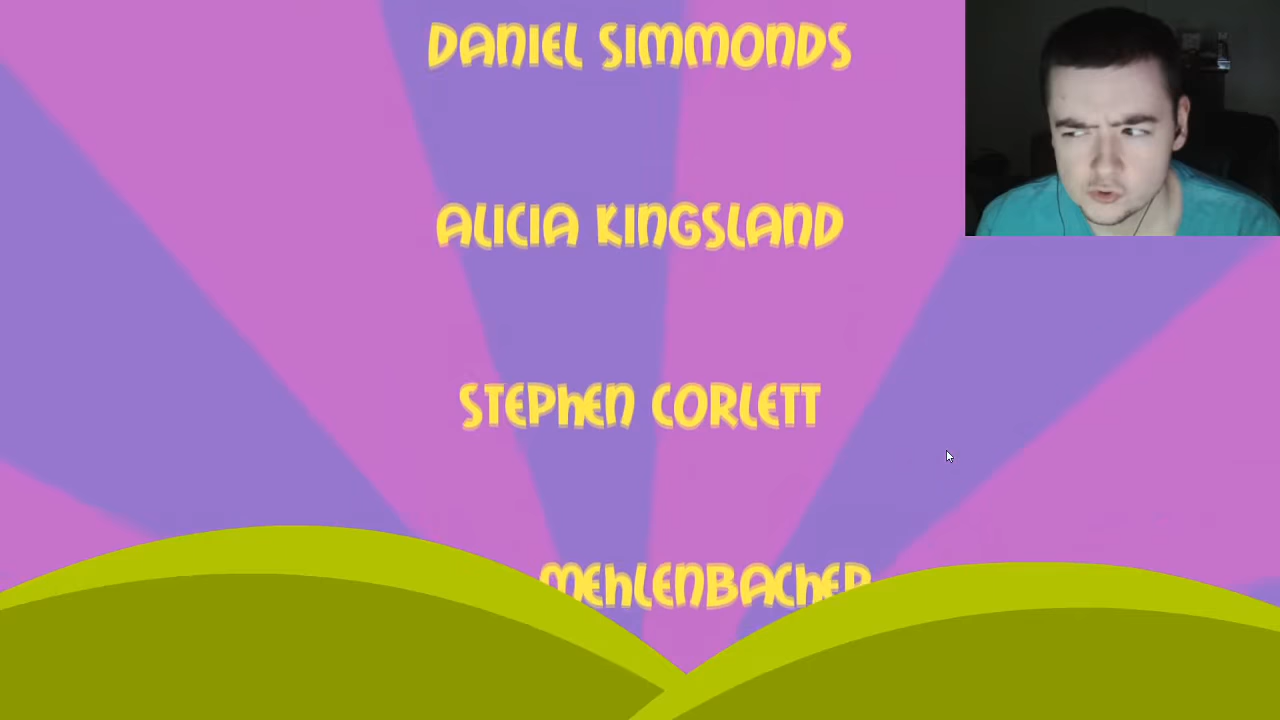 DANIEL SIMMONDS
ALICIA KINGSLAND
STEPHEN CORLETT
MEHLENBACHER